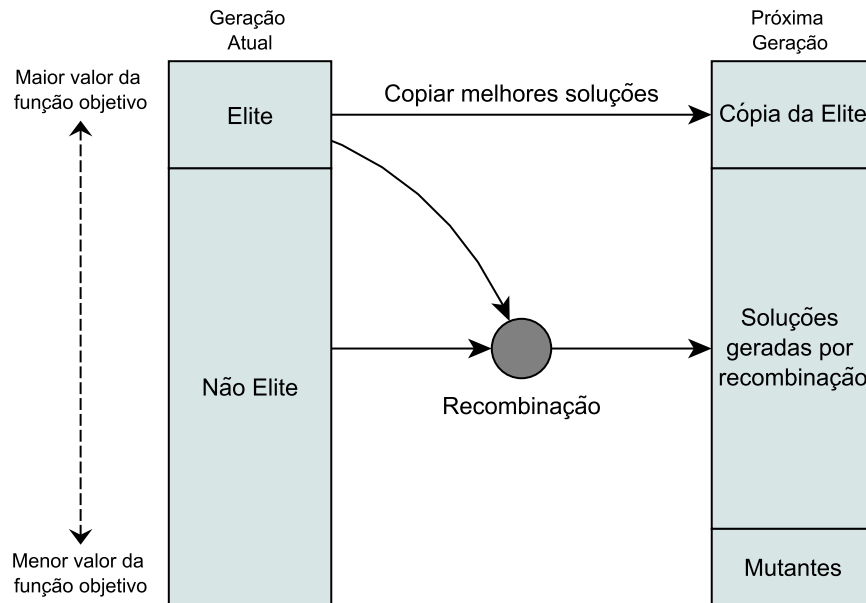 Geração
Atual
Próxima
Geração
Maior valor da
função objetivo
Elite
Copiar melhores soluções
Cópia da Elite
Soluções
geradas por
recombinação
Não Elite
Recombinação
Menor valor da
função objetivo
Mutantes